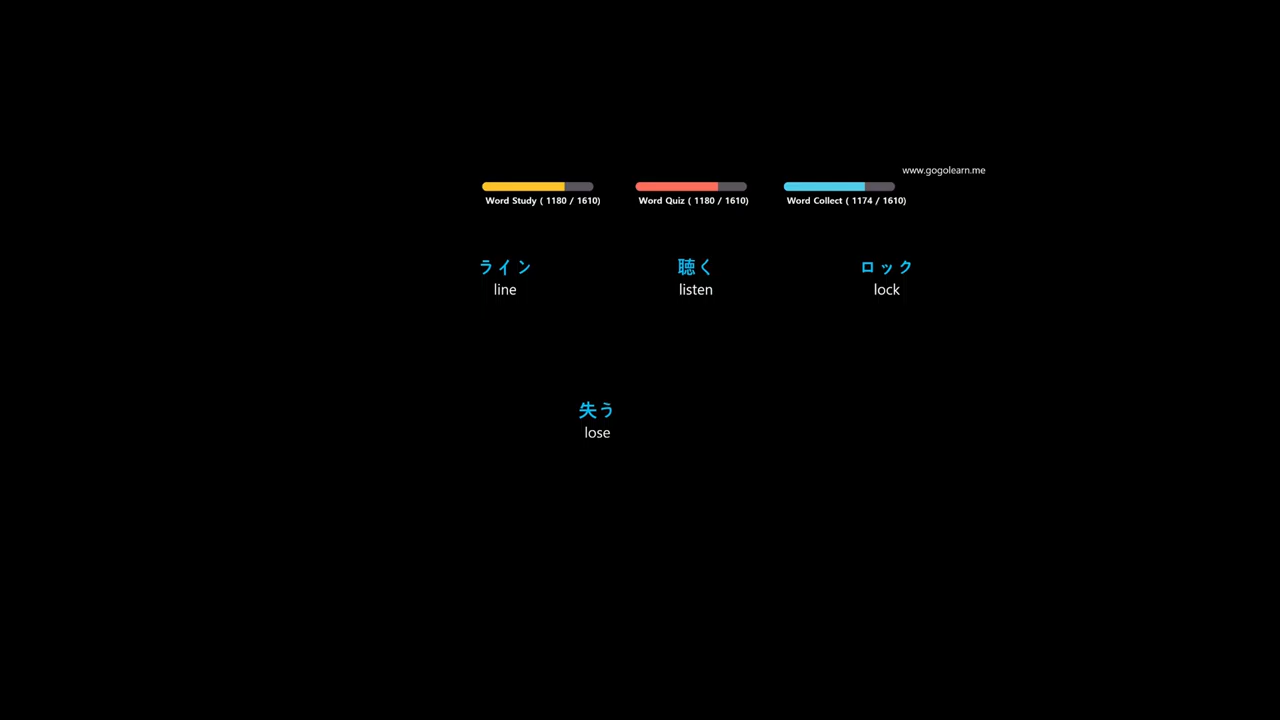 www.gogolearn.me
Word Study ( 1180 / 1610)
Word Quiz ( 1180 / 1610)
Word Collect ( 1174 / 1610)
ライン
line
聴く
listen
ロック
lock
失う
lose